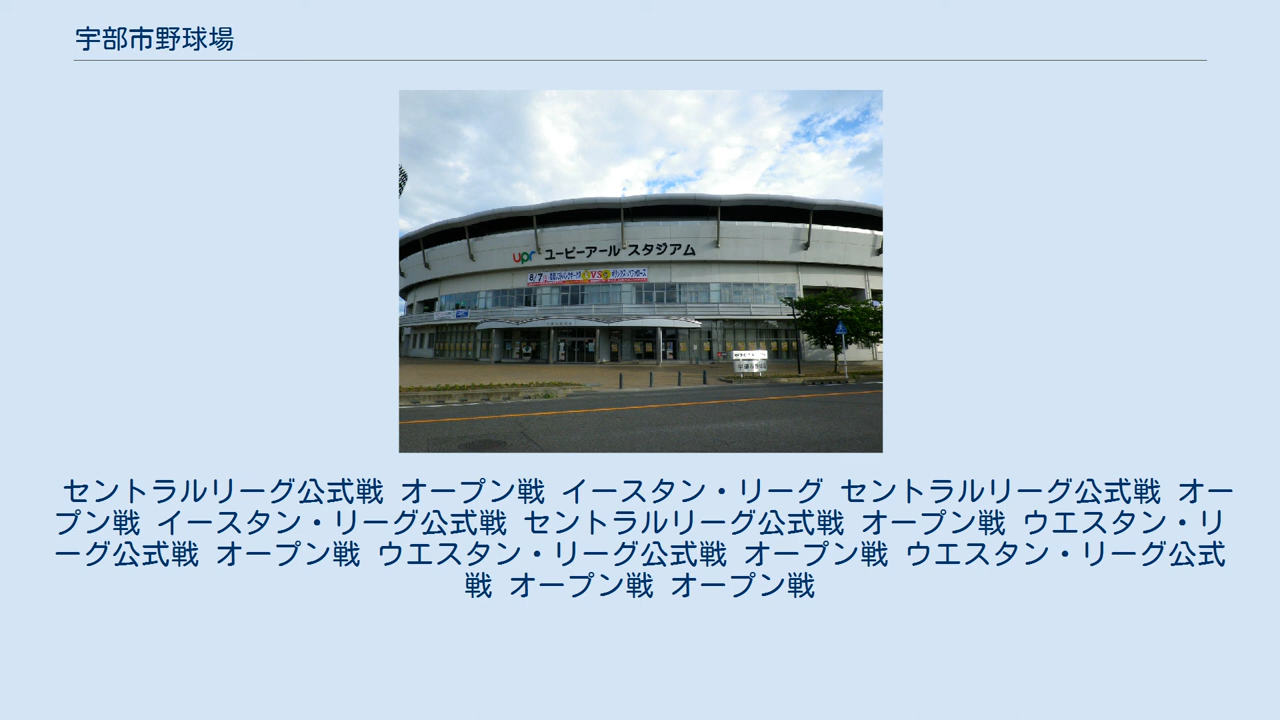 宇部市野球場
upr ユーピーアールスタジアム
8/7
VS
セントラルリーグ公式戦 オープン戦 イースタン・リーグ セントラルリーグ公式戦 オー
プン戦 イースタン・リーグ公式戦 セントラルリーグ公式戦 オープン戦 ウエスタン・リ
ーグ公式戦 オープン戦 ウエスタン・リーグ公式戦 オープン戦 ウエスタン・リーグ公式
戦 オープン戦 オープン戦